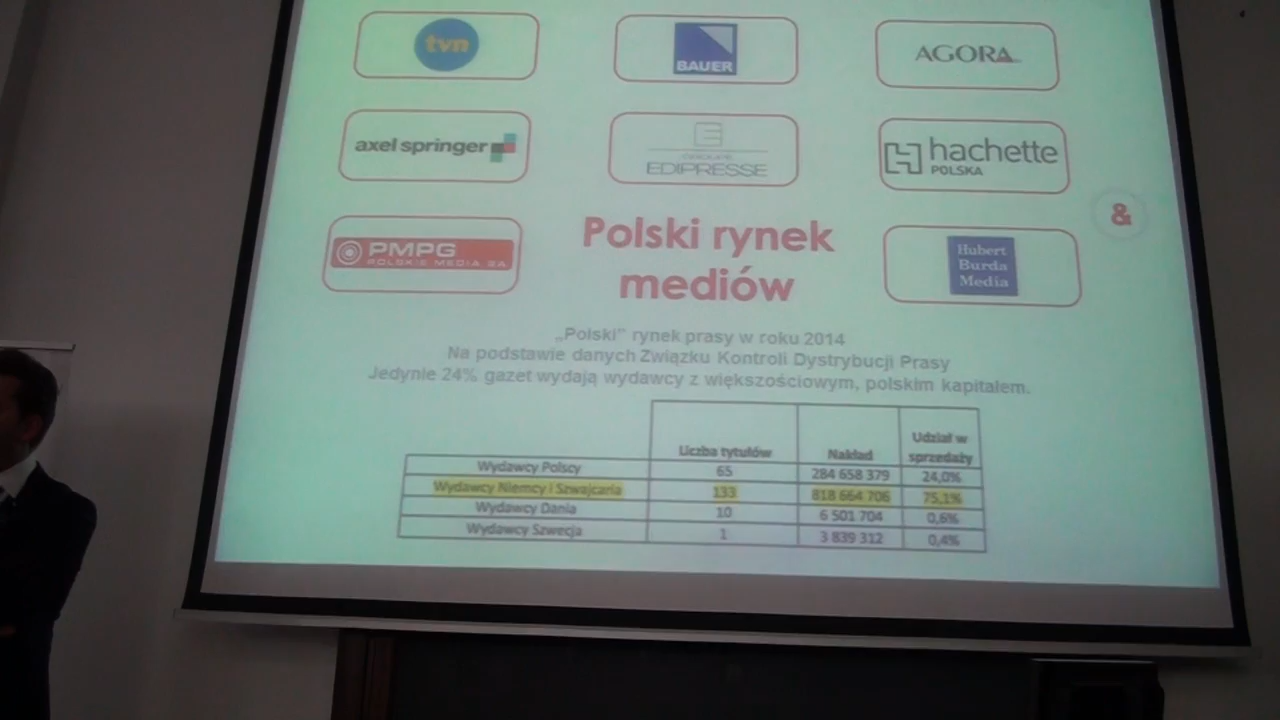 tvn
BAUER
AGORA
axel springer
E
GROUPE
EDIPRESSE
hachette
POLSKA
&
PMPG
POLSKIE MEDIA SA
Polski rynek
mediów
Hubert
Burda
Media
„Polski” rynek prasy w roku 2014
Na podstawie danych Związku Kontroli Dystrybucji Prasy
Jedynie 24% gazet wydają wydawcy z większościowym, polskim kapitałem.
Liczba tytułów Nakład Udział w sprzedaży
Wydawcy Polscy 65 284 658 379 24,0%
Wydawcy Niemcy i Szwajcaria 133 818 664 706 75,1%
Wydawcy Dania 10 6 501 704 0,6%
Wydawcy Szwecja 1 3 839 312 0,4%